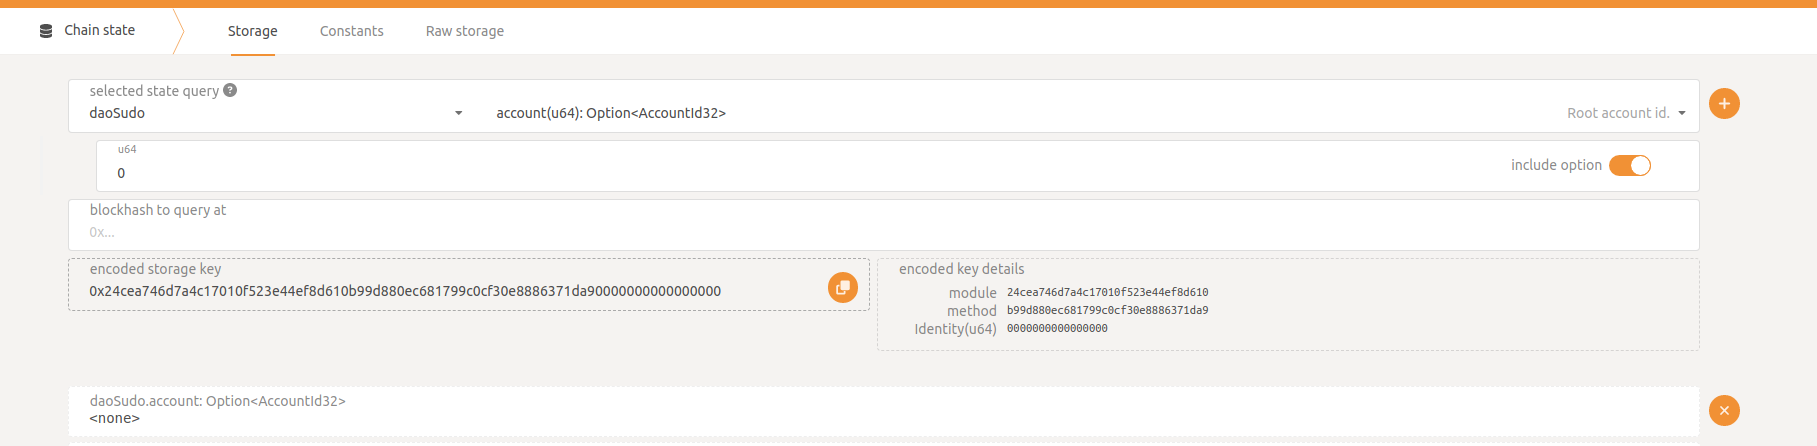 Chain state
Storage
Constants
Raw storage
selected state query ?
daoSudo
account(u64): Option<AccountId32>
Root account id.
u64
0
include option
blockhash to query at
0x...
encoded storage key
0x24cea746d7a4c17010f523e44ef8d610b99d880ec681799c0cf30e8886371da90000000000000000
encoded key details
module 24cea746d7a4c17010f523e44ef8d610
method b99d880ec681799c0cf30e8886371da9
Identity(u64) 0000000000000000
daoSudo.account: Option<AccountId32>
<none>